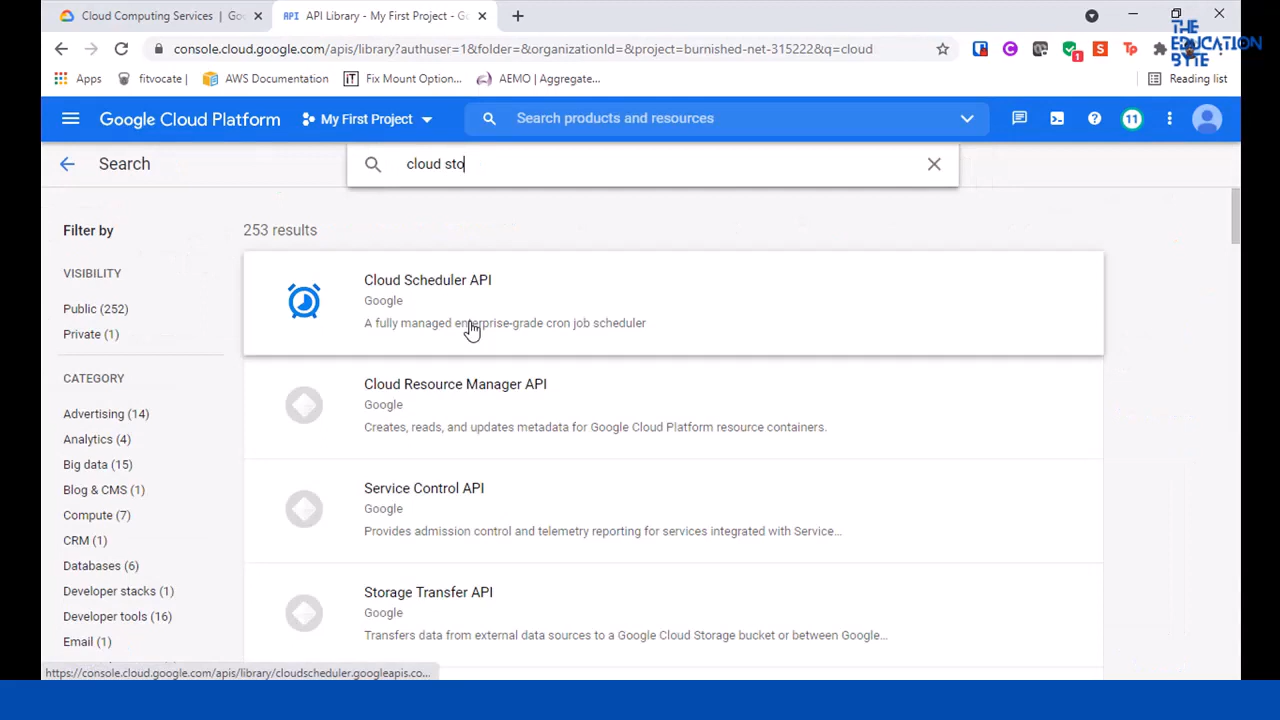 Cloud Computing Services | Go
API Library - My First Project - Go
THE EDUCATION BYTE
console.cloud.google.com/apis/library?authuser=1&folder=&organizationId=&project=burnished-net-315222&q=cloud
Apps
fitvocate |
AWS Documentation
Fix Mount Option...
AEMO | Aggregate...
Reading list
Google Cloud Platform
My First Project
Search products and resources
11
Search
cloud sto
Filter by
253 results
VISIBILITY
Public (252)
Private (1)
CATEGORY
Advertising (14)
Analytics (4)
Big data (15)
Blog & CMS (1)
Compute (7)
CRM (1)
Databases (6)
Developer stacks (1)
Developer tools (16)
Email (1)
Cloud Scheduler API
Google
A fully managed enterprise-grade cron job scheduler
Cloud Resource Manager API
Google
Creates, reads, and updates metadata for Google Cloud Platform resource containers.
Service Control API
Google
Provides admission control and telemetry reporting for services integrated with Service...
Storage Transfer API
Google
Transfers data from external data sources to a Google Cloud Storage bucket or between Google...
https://console.cloud.google.com/apis/library/cloudscheduler.googleapis.co...